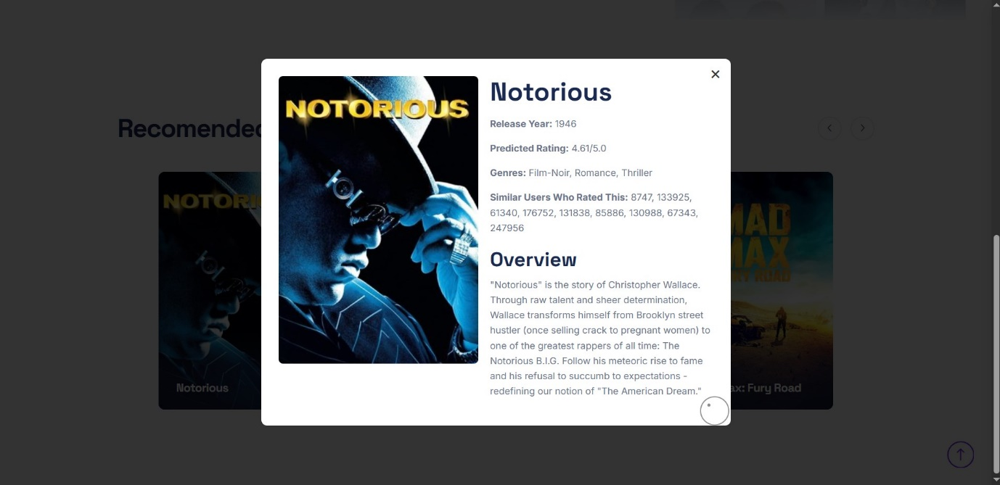 Recomended
NOTORIOUS
Notorious
Release Year: 1946
Predicted Rating: 4.61/5.0
Genres: Film-Noir, Romance, Thriller
Similar Users Who Rated This: 8747, 133925,
61340, 176752, 131838, 85886, 130988, 67343,
247956
Overview
"Notorious" is the story of Christopher Wallace.
Through raw talent and sheer determination,
Wallace transforms himself from Brooklyn street
hustler (once selling crack to pregnant women) to
one of the greatest rappers of all time: The
Notorious B.I.G. Follow his meteoric rise to fame
and his refusal to succumb to expectations -
redefining our notion of "The American Dream."
NOTORI
Notorious
MAD
MAX
RY ROAD
ax: Fury Road